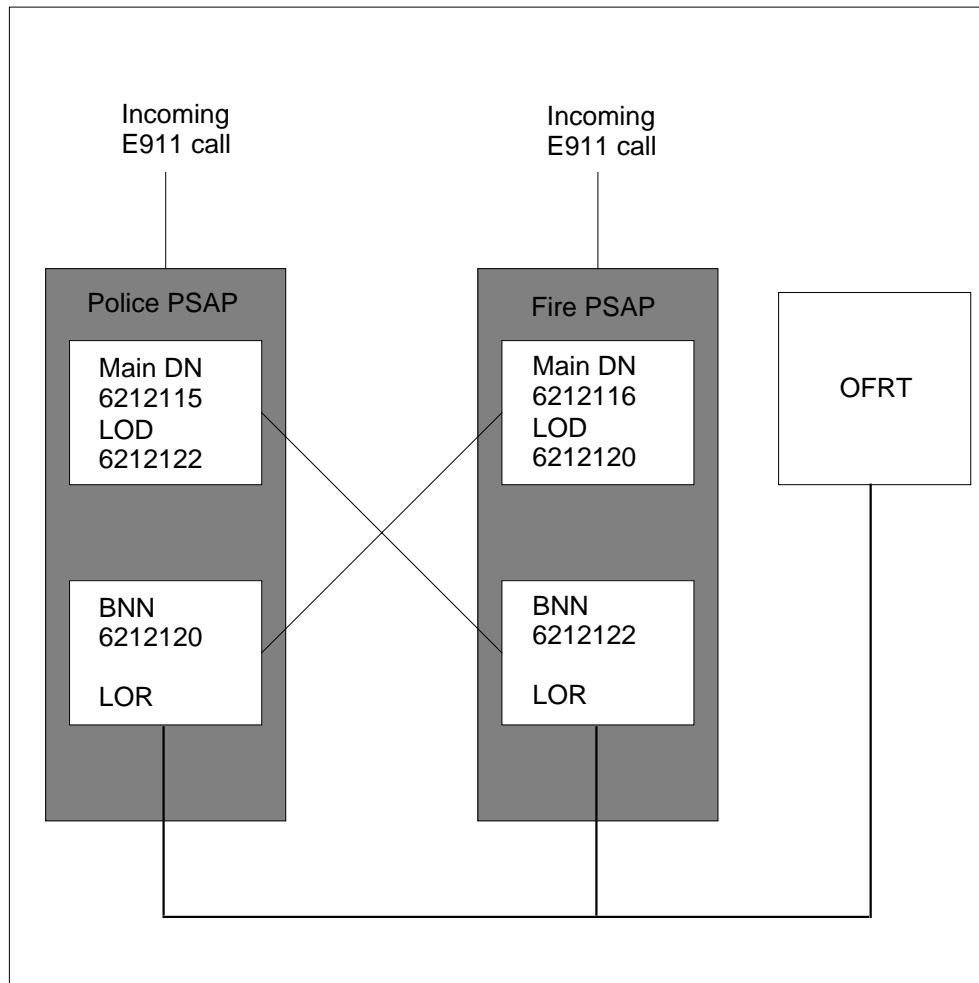 Incoming
E911 call
Incoming
E911 call
Police PSAP
Main DN
6212115
LOD
6212122
BNN
6212120
LOR
Fire PSAP
Main DN
6212116
LOD
6212120
BNN
6212122
LOR
OFRT